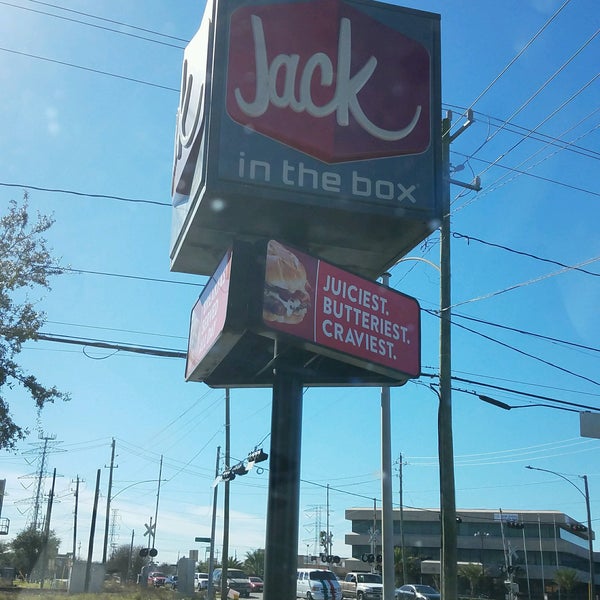 Jack
in the box
JUICIEST.
BUTTERIEST.
CRAVIEST.